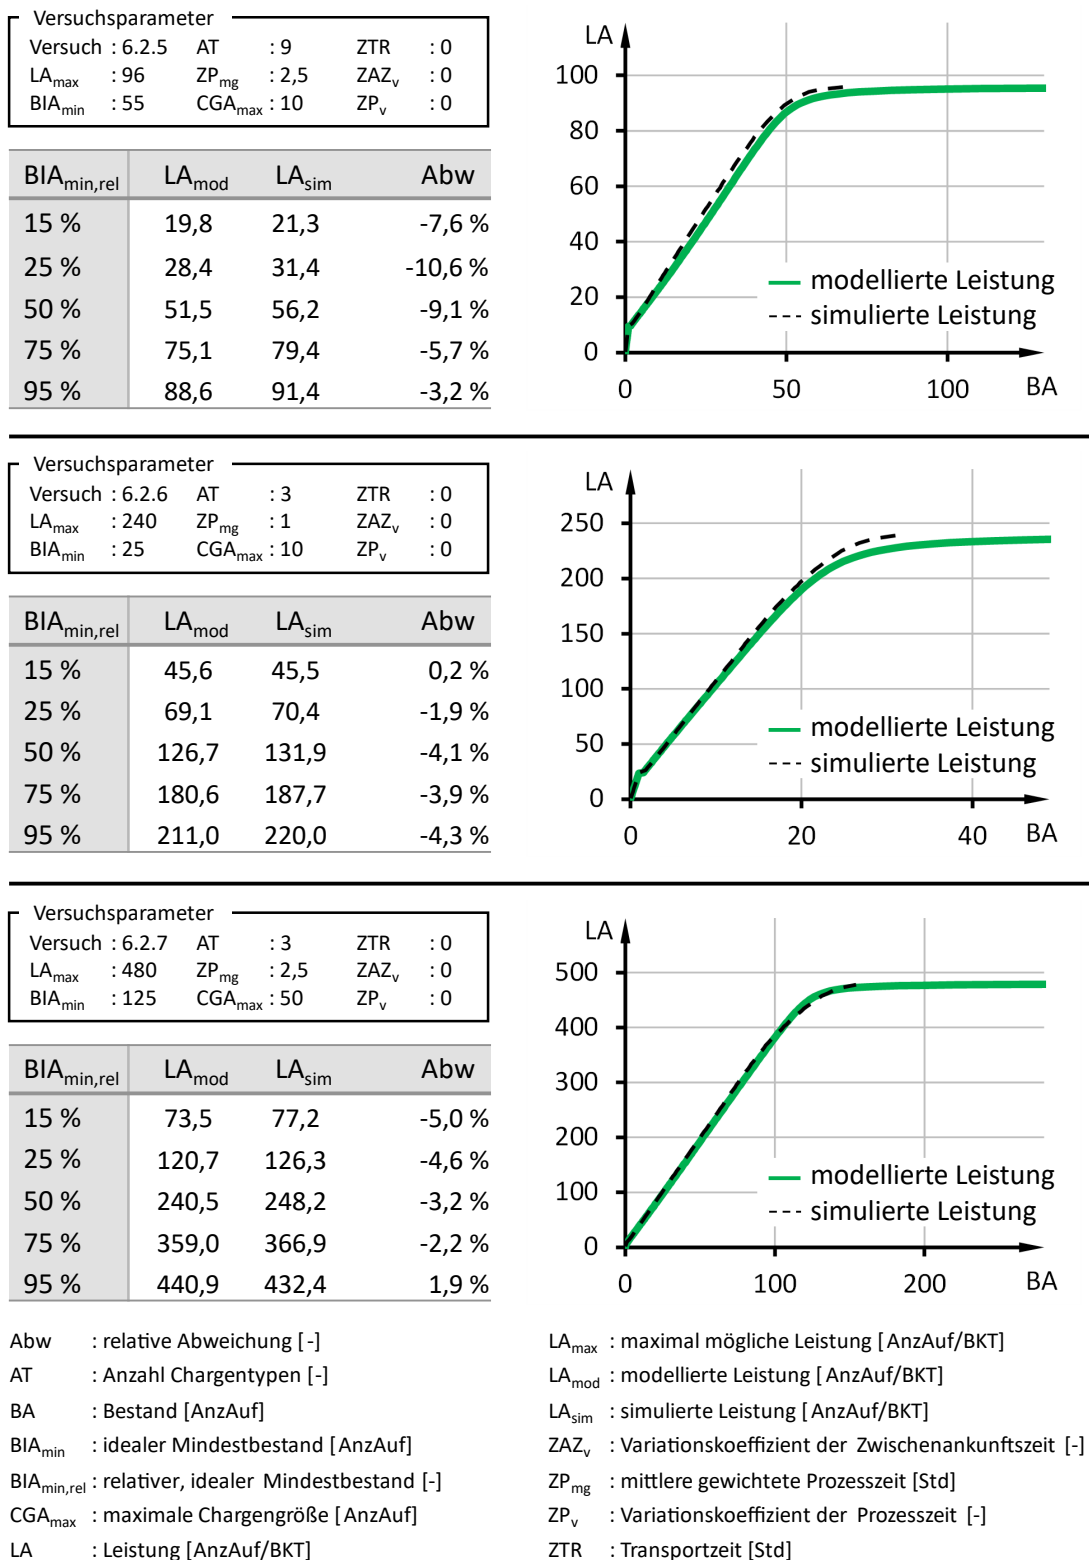 Versuchsparameter
Versuch : 6.2.5 AT : 9 ZTR : 0
LAmax : 96 ZPmg : 2,5 ZAZv : 0
BIAmin : 55 CGAmax : 10 ZPv : 0
BIAmin,rel LAmod LAsim Abw
15 % 19,8 21,3 -7,6 %
25 % 28,4 31,4 -10,6 %
50 % 51,5 56,2 -9,1 %
75 % 75,1 79,4 -5,7 %
95 % 88,6 91,4 -3,2 %
LA
100
80
60
40
20
0
modellierte Leistung
simulierte Leistung
0 50 100 BA
Versuchsparameter
Versuch : 6.2.6 AT : 3 ZTR : 0
LAmax : 240 ZPmg : 1 ZAZv : 0
BIAmin : 25 CGAmax : 10 ZPv : 0
BIAmin,rel LAmod LAsim Abw
15 % 45,6 45,5 0,2 %
25 % 69,1 70,4 -1,9 %
50 % 126,7 131,9 -4,1 %
75 % 180,6 187,7 -3,9 %
95 % 211,0 220,0 -4,3 %
LA
250
200
150
100
50
0
modellierte Leistung
simulierte Leistung
0 20 40 BA
Versuchsparameter
Versuch : 6.2.7 AT : 3 ZTR : 0
LAmax : 480 ZPmg : 2,5 ZAZv : 0
BIAmin : 125 CGAmax : 50 ZPv : 0
BIAmin,rel LAmod LAsim Abw
15 % 73,5 77,2 -5,0 %
25 % 120,7 126,3 -4,6 %
50 % 240,5 248,2 -3,2 %
75 % 359,0 366,9 -2,2 %
95 % 440,9 432,4 1,9 %
LA
500
400
300
200
100
0
modellierte Leistung
simulierte Leistung
0 100 200 BA
Abw : relative Abweichung [-]
AT : Anzahl Chargentypen [-]
BA : Bestand [AnzAuf]
BIAmin : idealer Mindestbestand [AnzAuf]
BIAmin,rel : relativer, idealer Mindestbestand [-]
CGAmax : maximale Chargengröße [AnzAuf]
LA : Leistung [AnzAuf/BKT]
LAmax : maximal mögliche Leistung [AnzAuf/BKT]
LAmod : modellierte Leistung [AnzAuf/BKT]
LAsim : simulierte Leistung [AnzAuf/BKT]
ZAZv : Variationskoeffizient der Zwischenankunftszeit [-]
ZPmg : mittlere gewichtete Prozesszeit [Std]
ZPv : Variationskoeffizient der Prozesszeit [-]
ZTR : Transportzeit [Std]